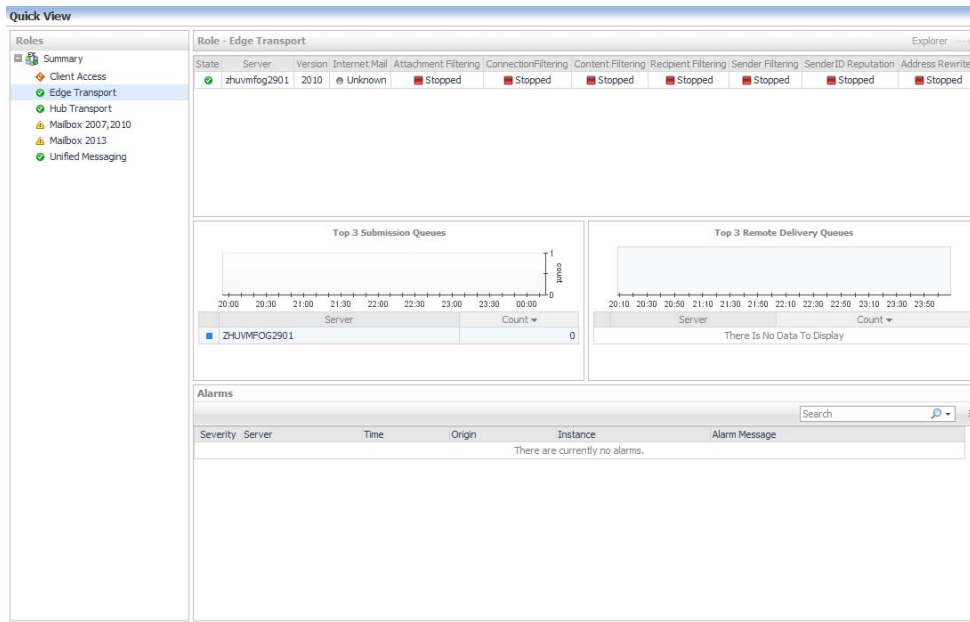 Quick View
Roles
Summary
Client Access
Edge Transport
Hub Transport
Mailbox 2007,2010
Mailbox 2013
Unified Messaging
Role - Edge Transport Explorer
State Server Version Internet Mail Attachment Filtering ConnectionFiltering Content Filtering Recipient Filtering Sender Filtering SenderID Reputation Address Rewrite
zhuvmfog2901 2010 Unknown Stopped Stopped Stopped Stopped Stopped Stopped Stopped
Top 3 Submission Queues
1
count
0
20:00 20:30 21:00 21:30 22:00 22:30 23:00 23:30 00:00
Server Count
ZHUVMFOG2901 0
Top 3 Remote Delivery Queues
20:10 20:30 20:50 21:10 21:30 21:50 22:10 22:30 22:50 23:10 23:30 23:50
Server Count
There Is No Data To Display
Alarms
Search
Severity Server Time Origin Instance Alarm Message
There are currently no alarms.